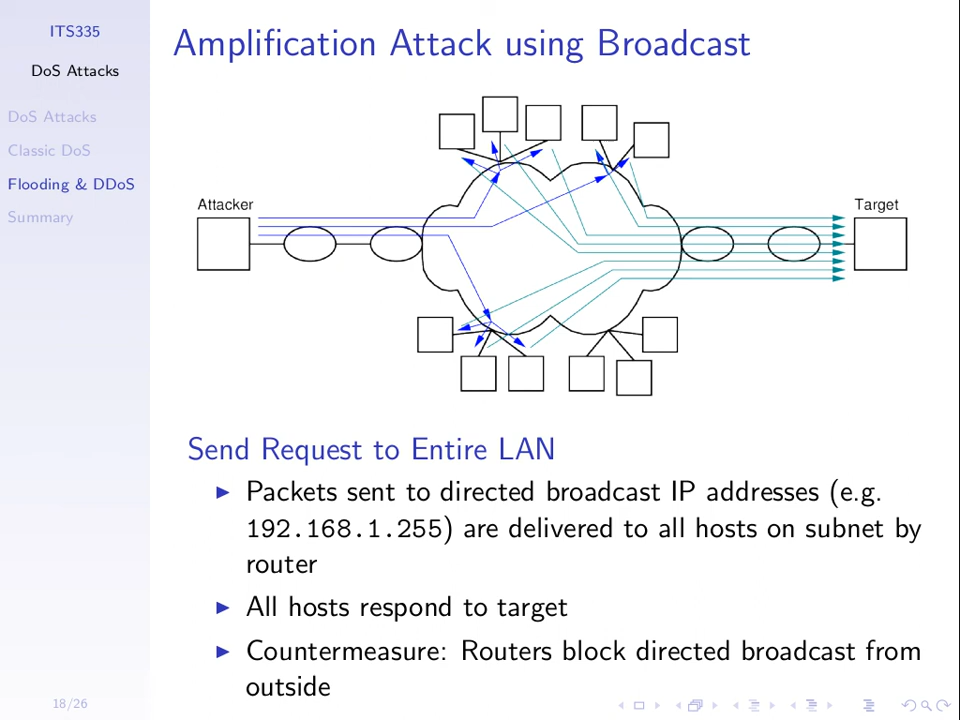 ITS335
DoS Attacks
DoS Attacks
Classic DoS
Flooding & DDoS
Summary
18/26
Amplification Attack using Broadcast
Attacker
Target
Send Request to Entire LAN
Packets sent to directed broadcast IP addresses (e.g.
192.168.1.255) are delivered to all hosts on subnet by
router
All hosts respond to target
Countermeasure: Routers block directed broadcast from
outside